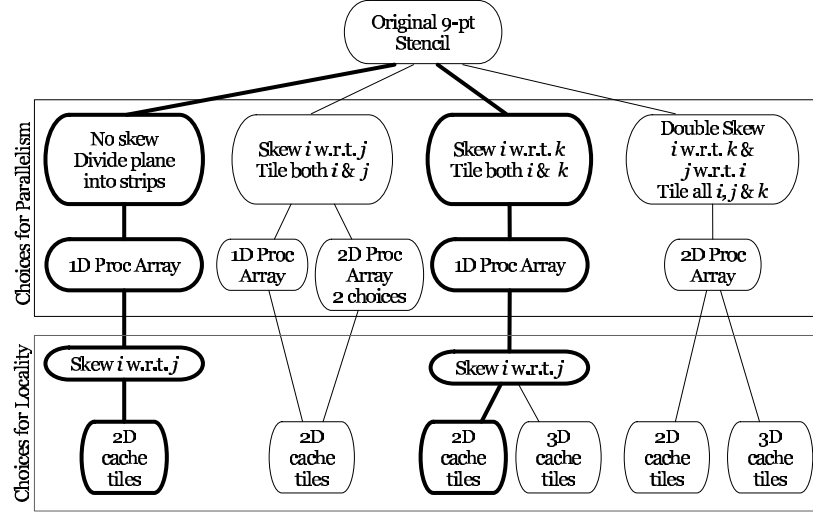 Original 9-pt
Stencil
Choices for Parallelism
No skew
Divide plane
into strips
Skew i w.r.t. j
Tile both i & j
Skew i w.r.t. k
Tile both i & k
Double Skew
i w.r.t. k &
j w.r.t. i
Tile all i, j & k
1D Proc Array
1D Proc
Array
2D Proc
Array
2 choices
1D Proc Array
2D Proc
Array
Choices for Locality
Skew i w.r.t. j
Skew i w.r.t. j
2D
cache
tiles
2D
cache
tiles
2D
cache
tiles
3D
cache
tiles
2D
cache
tiles
3D
cache
tiles